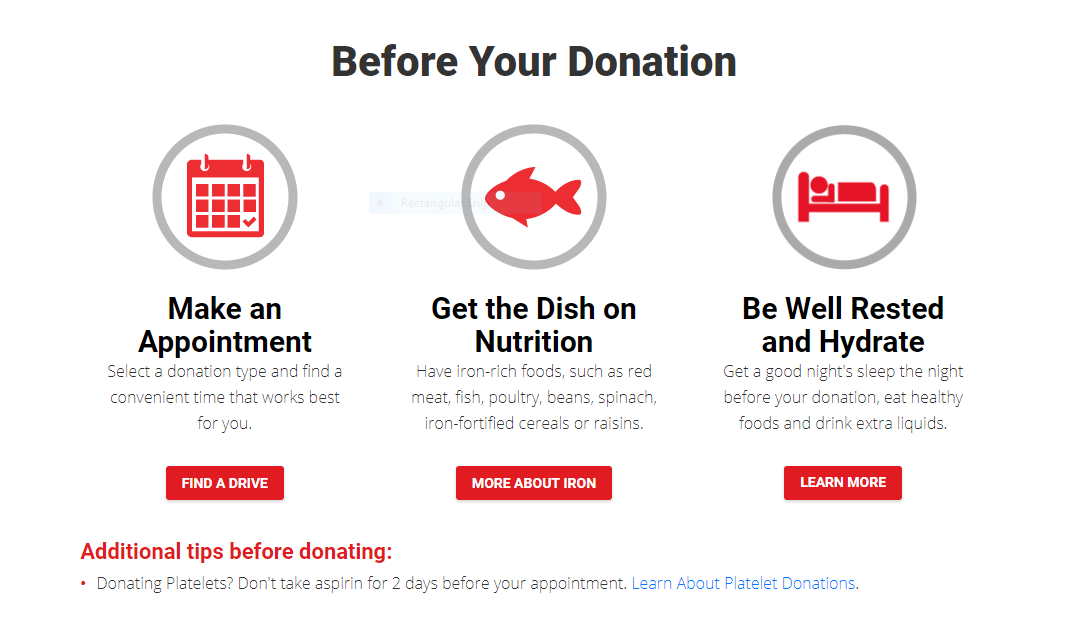 Before Your Donation
Make an
Appointment
Select a donation type and find a
convenient time that works best
for you.
FIND A DRIVE
Rectangular Snip
Get the Dish on
Nutrition
Have iron-rich foods, such as red
meat, fish, poultry, beans, spinach,
iron-fortified cereals or raisins.
MORE ABOUT IRON
Be Well Rested
and Hydrate
Get a good night's sleep the night
before your donation, eat healthy
foods and drink extra liquids.
LEARN MORE
Additional tips before donating:
• Donating Platelets? Don't take aspirin for 2 days before your appointment. Learn About Platelet Donations.